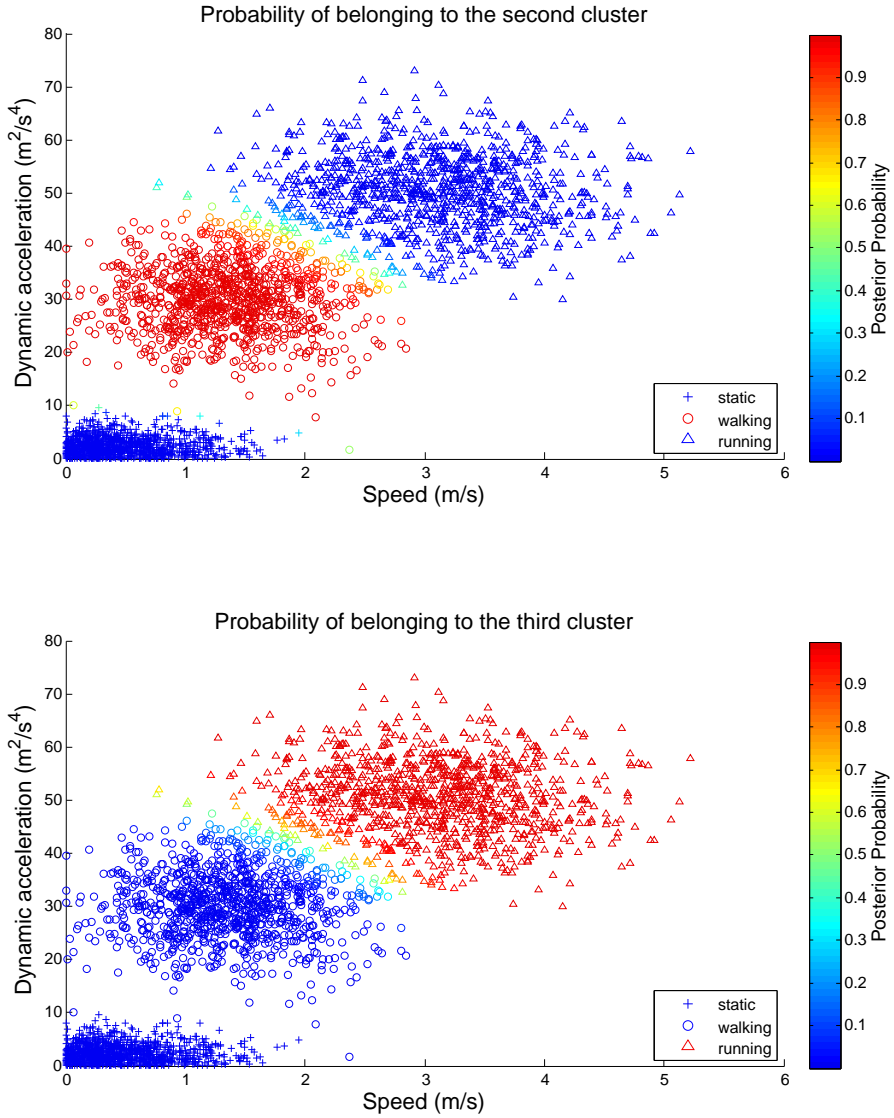 Probability of belonging to the second cluster
80
70
60
50
40
30
20
10
0
Dynamic acceleration (m²/s⁴)
0 1 2 3 4 5 6
Speed (m/s)
static
walking
running
0.9
0.8
0.7
0.6
0.5
0.4
0.3
0.2
0.1
Posterior Probability
Probability of belonging to the third cluster
80
70
60
50
40
30
20
10
0
Dynamic acceleration (m²/s⁴)
0 1 2 3 4 5 6
Speed (m/s)
static
walking
running
0.9
0.8
0.7
0.6
0.5
0.4
0.3
0.2
0.1
Posterior Probability